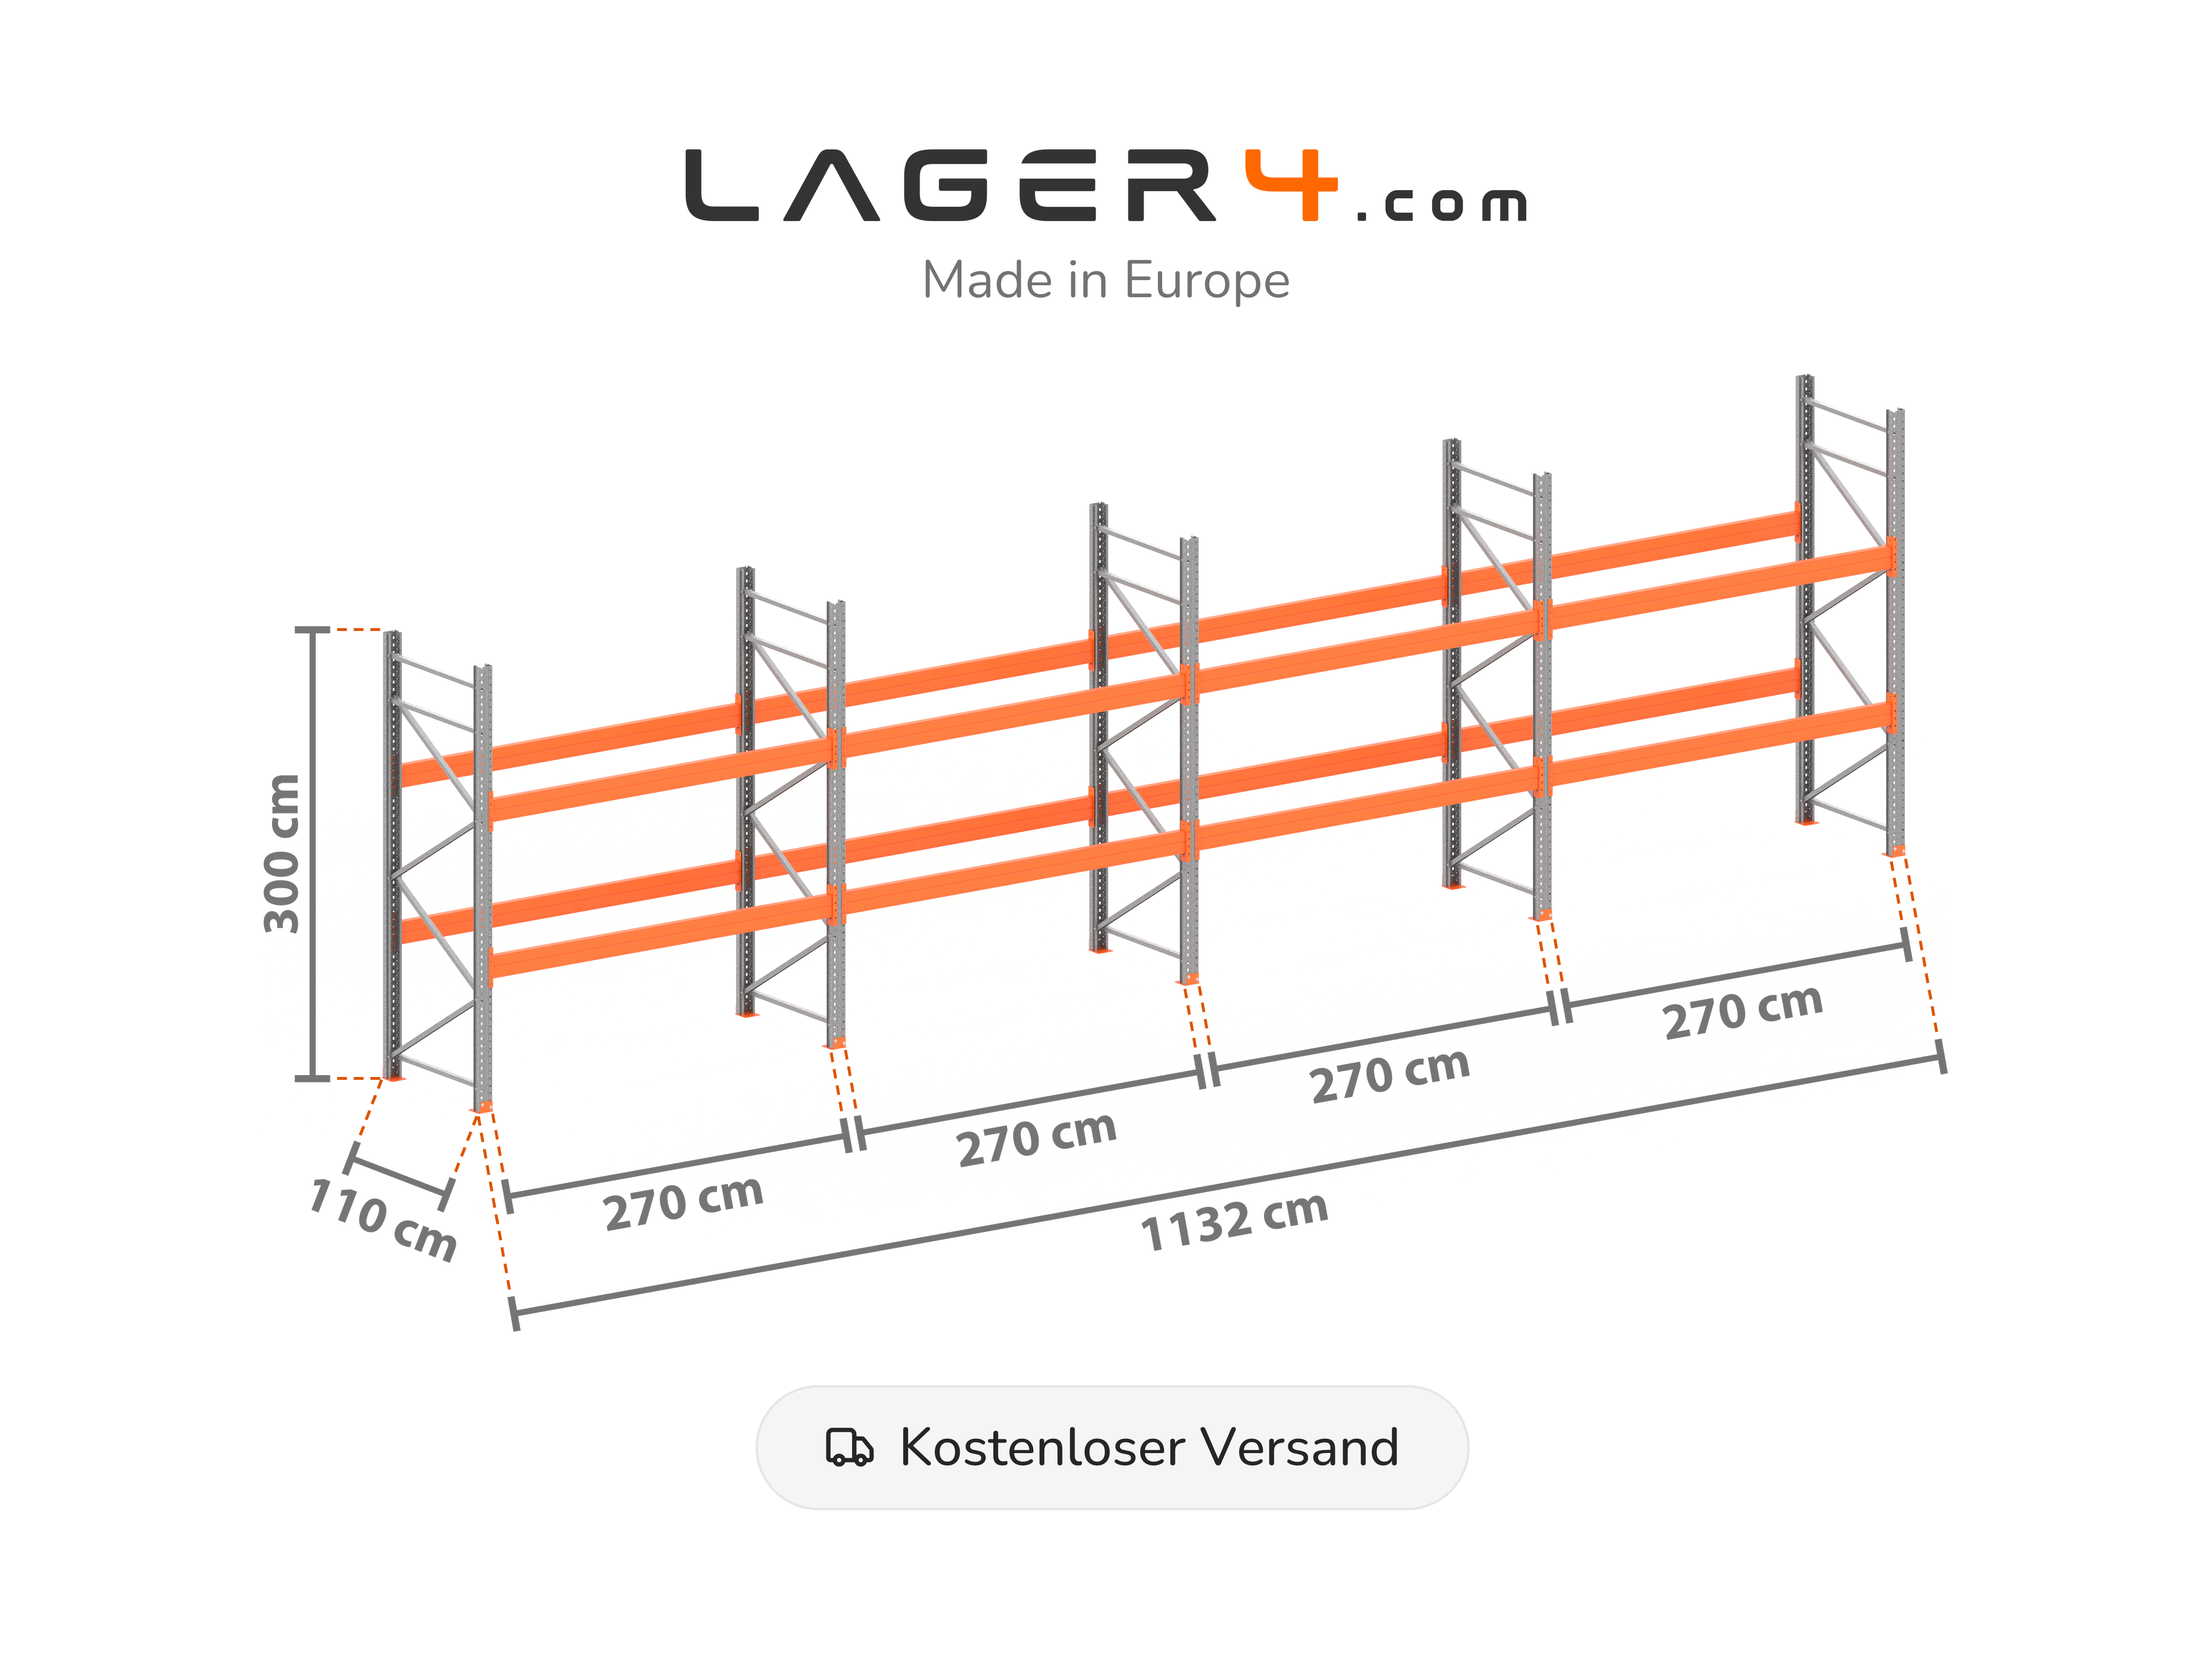 LAGER4.com
Made in Europe
300 cm
110 cm
270 cm
270 cm
270 cm
270 cm
1132 cm
Kostenloser Versand